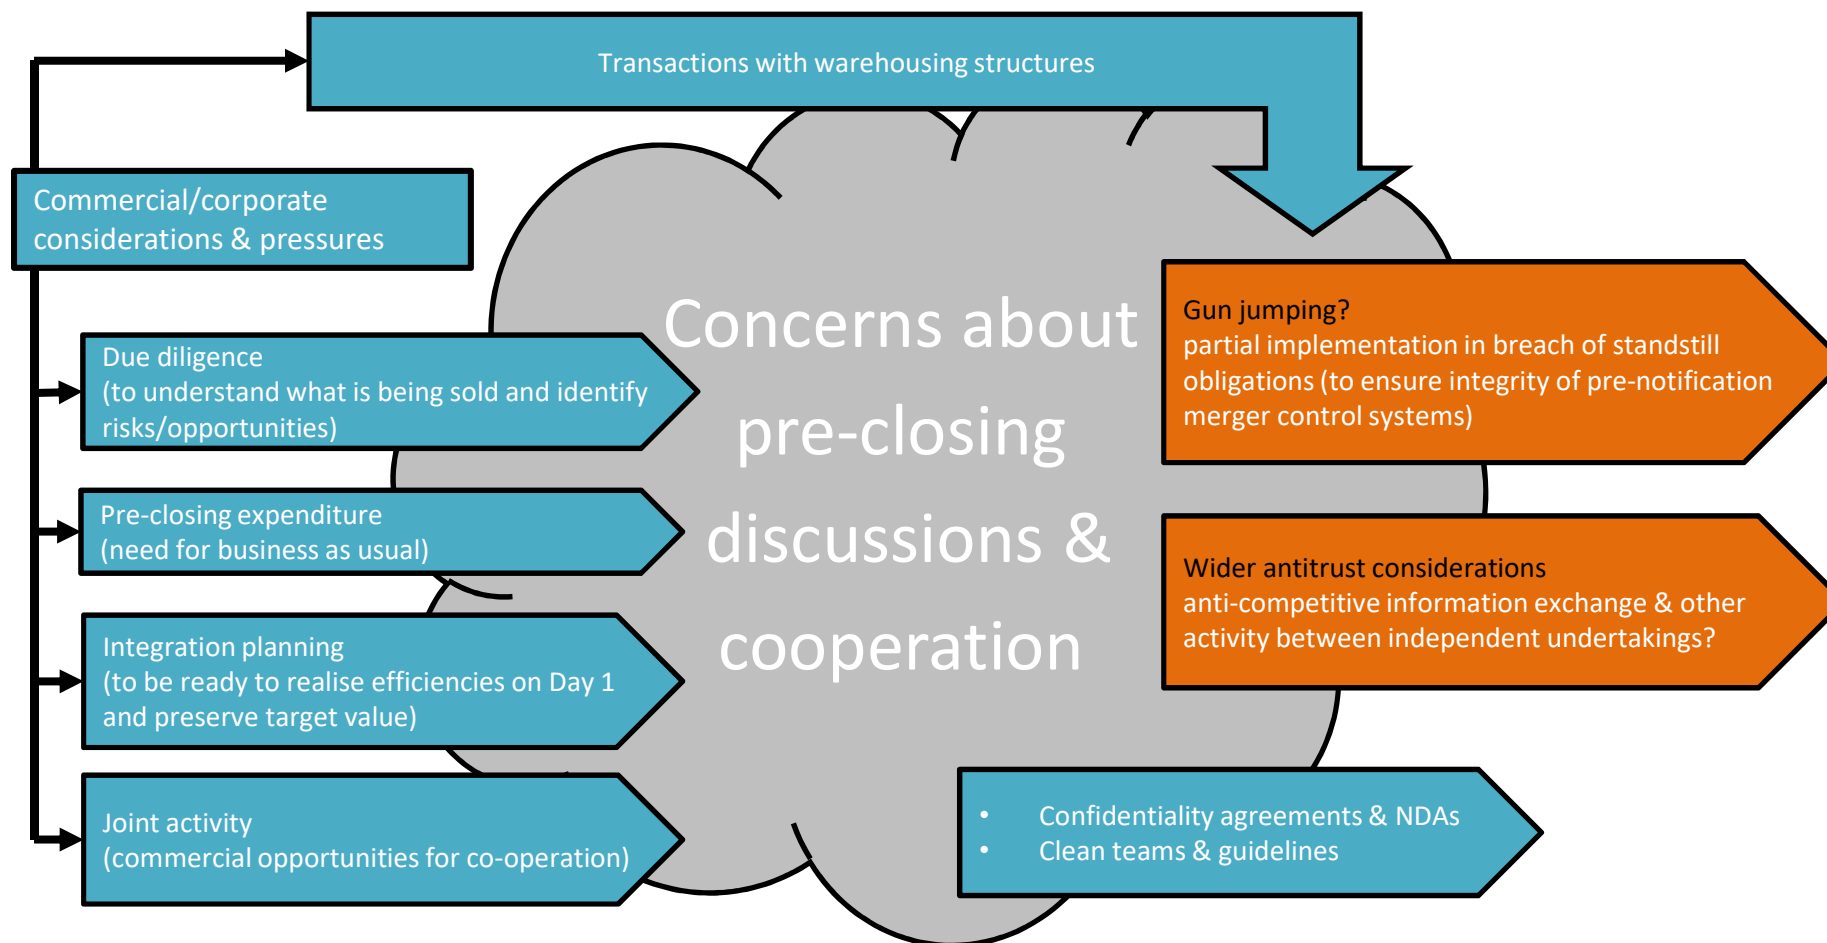 Transactions with warehousing structures
Commercial/corporate
considerations & pressures
Due diligence
(to understand what is being sold and identify
risks/opportunities)
Pre-closing expenditure
(need for business as usual)
Integration planning
(to be ready to realise efficiencies on Day 1
and preserve target value)
Joint activity
(commercial opportunities for co-operation)
Concerns about
pre-closing
discussions &
cooperation
Gun jumping?
partial implementation in breach of standstill
obligations (to ensure integrity of pre-notification
merger control systems)
Wider antitrust considerations
anti-competitive information exchange & other
activity between independent undertakings?
• Confidentiality agreements & NDAs
• Clean teams & guidelines